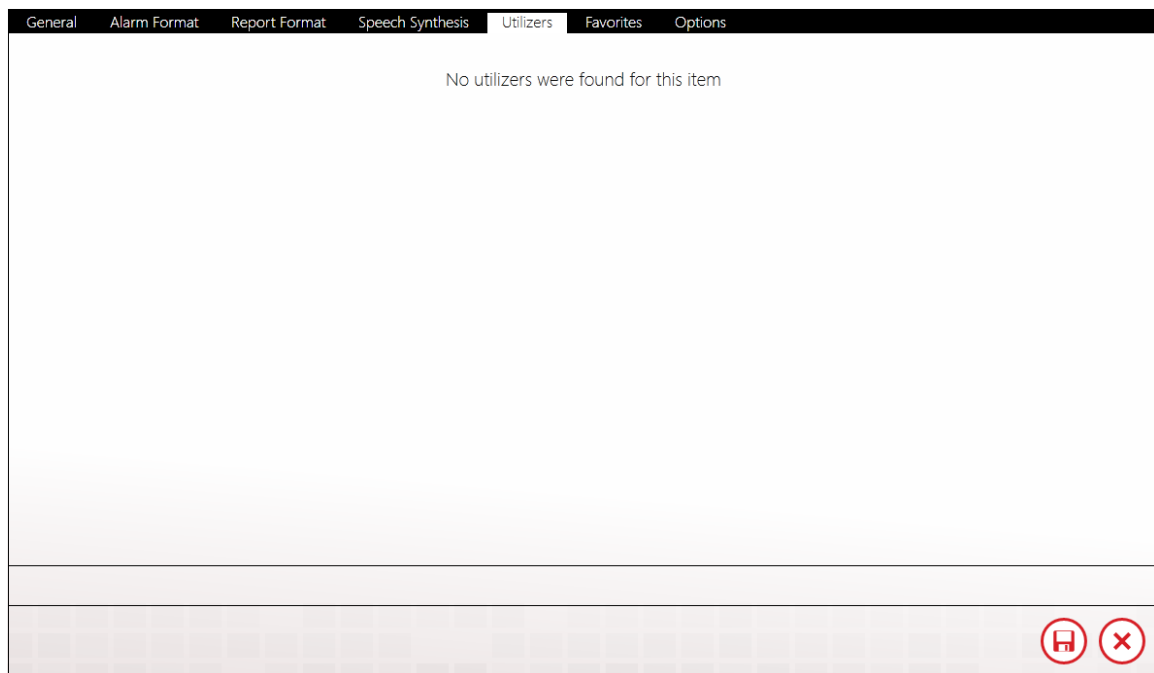 General Alarm Format Report Format Speech Synthesis Utilizers Favorites Options
No utilizers were found for this item